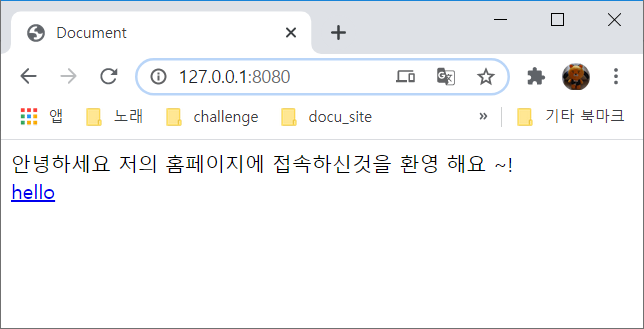 Document
127.0.0.1:8080
앱 노래 challenge docu_site » 기타 북마크
안녕하세요 저의 홈페이지에 접속하신것을 환영 해요 ~!
hello